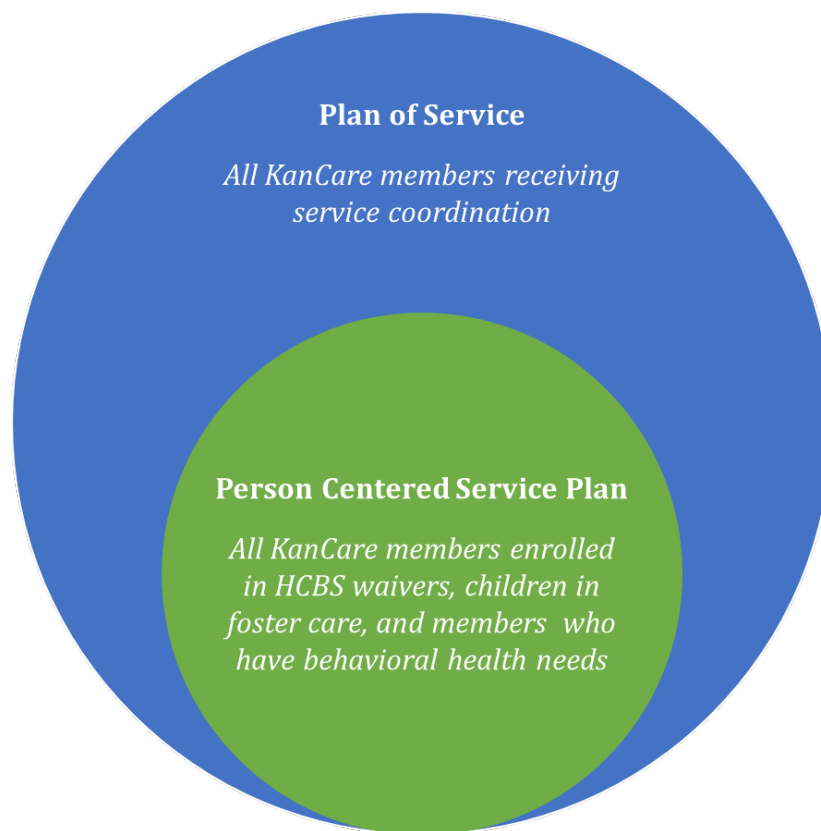 Plan of Service
All KanCare members receiving
service coordination
Person Centered Service Plan
All KanCare members enrolled
in HCBS waivers, children in
foster care, and members who
have behavioral health needs